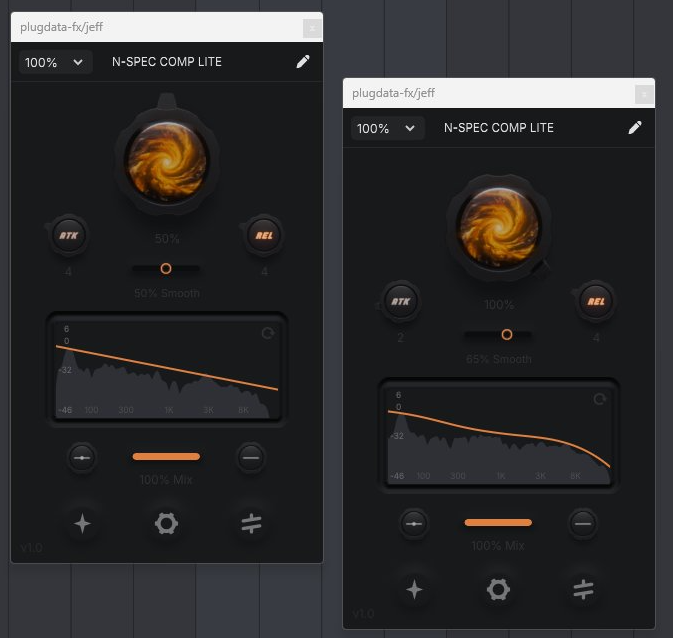 plugdata-fx/jeff
x
100%
N-SPEC COMP LITE
ATK
REL
50%
4
4
50% Smooth
6
0
-32
-46
100
300
1K
3K
8K
100% Mix
v1.0
plugdata-fx/jeff
x
100%
N-SPEC COMP LITE
ATK
REL
100%
2
4
65% Smooth
6
0
-32
-46
100
300
1K
3K
8K
100% Mix
v1.0